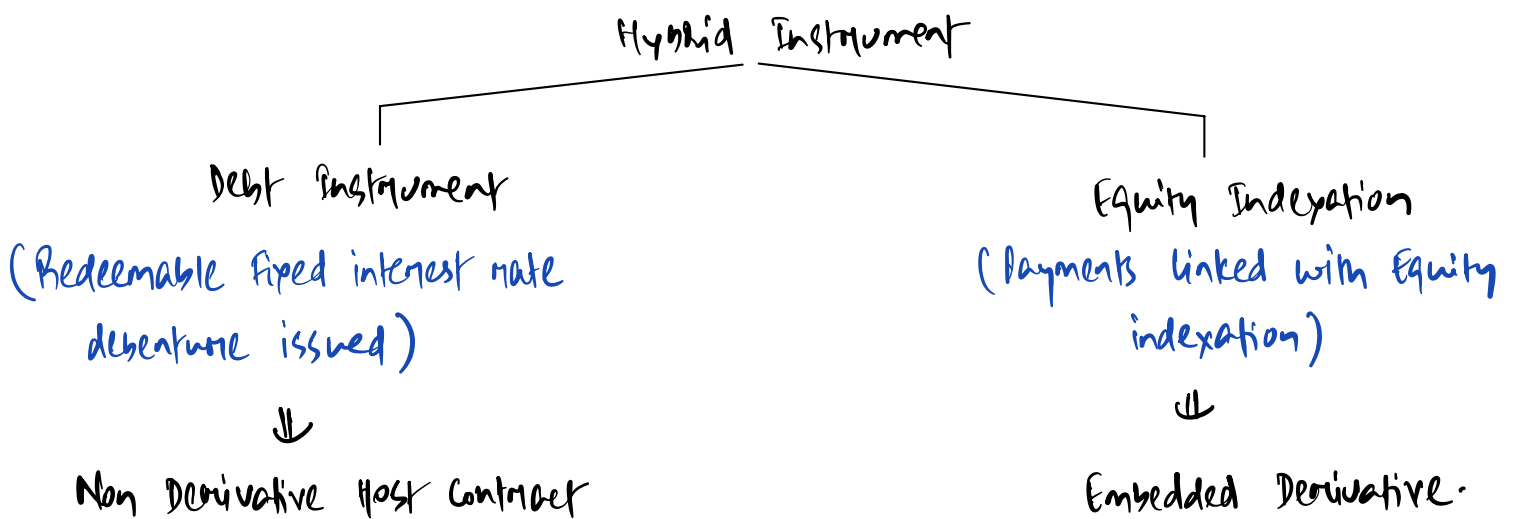 Hybrid Instrument
Debt Instrument
(Redeemable fixed interest rate
debenture issued)
⇓
Non Derivative Host Contract
Equity Indexation
(Payments linked with Equity
indexation)
⇓
Embedded Derivative.